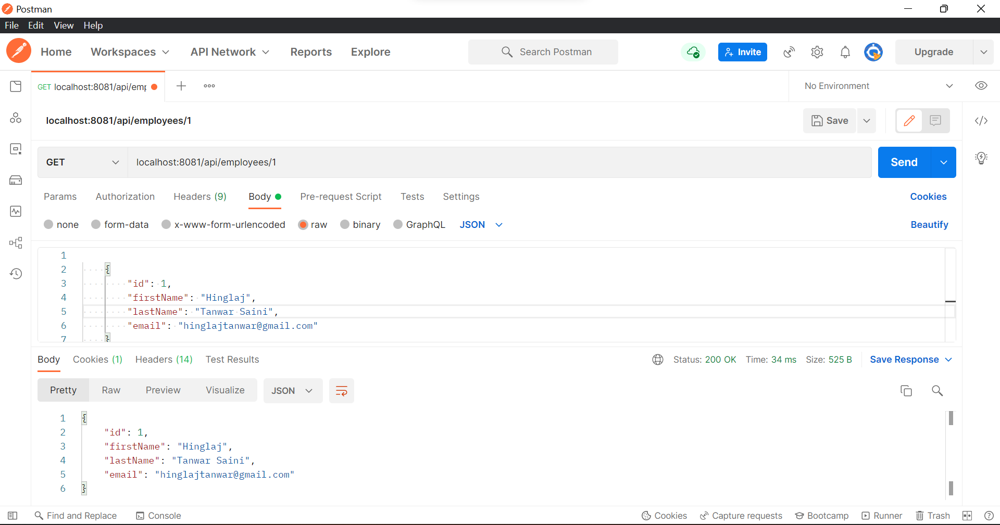 Postman
File Edit View Help
Home Workspaces API Network Reports Explore Search Postman Invite Upgrade
GET localhost:8081/api/emp No Environment
localhost:8081/api/employees/1 Save
GET localhost:8081/api/employees/1 Send
Params Authorization Headers (9) Body Pre-request Script Tests Settings Cookies
none form-data x-www-form-urlencoded raw binary GraphQL JSON Beautify
1
2 {
3 "id": 1,
4 "firstName": "Hinglaj",
5 "lastName": "Tanwar Saini",
6 "email": "hinglajtanwar@gmail.com"
7 }
Body Cookies (1) Headers (14) Test Results Status: 200 OK Time: 34 ms Size: 525 B Save Response
Pretty Raw Preview Visualize JSON
1 {
2 "id": 1,
3 "firstName": "Hinglaj",
4 "lastName": "Tanwar Saini",
5 "email": "hinglajtanwar@gmail.com"
6 }
Find and Replace Console Cookies Capture requests Bootcamp Runner Trash